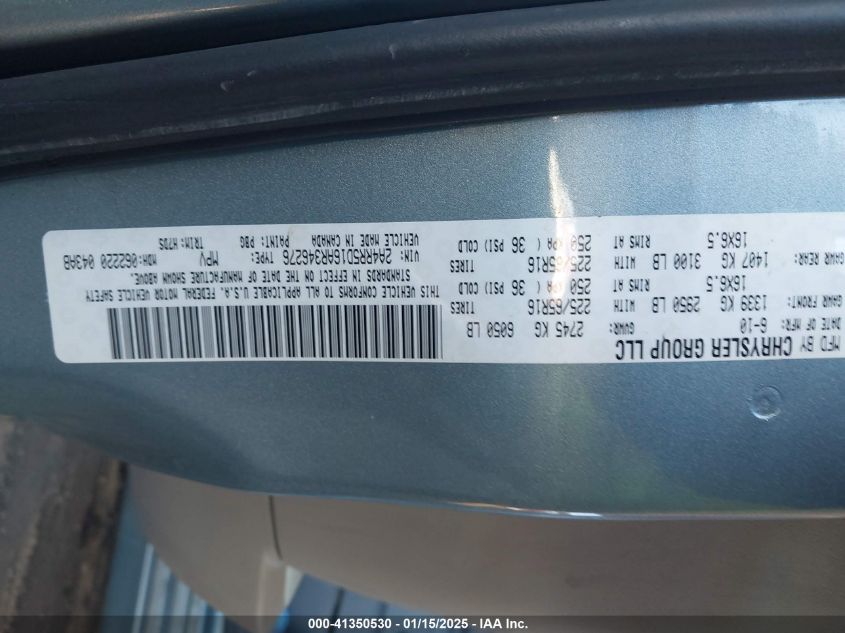 MFD BY CHRYSLER GROUP LLC
DATE OF MFR: 6-10 GVWR: 2745 KG 6050 LB
GAWR FRONT: 1339 KG 2950 LB WITH 225/65R16 TIRES
16X6.5 RIMS AT 250 KPA ( 36 PSI) COLD
GAWR REAR: 1407 KG 3100 LB WITH 225/65R16 TIRES
16X6.5 RIMS AT 250 KPA ( 36 PSI) COLD
THIS VEHICLE CONFORMS TO ALL APPLICABLE U.S.A. FEDERAL MOTOR VEHICLE SAFETY
STANDARDS IN EFFECT ON THE DATE OF MANUFACTURE SHOWN ABOVE.
VIN: 2A4RR5D16AR346276 TYPE: MPV MDH:062220 043HB
VEHICLE MADE IN CANADA PAINT: PBG TRIM: H7DS
000-41350530 - 01/15/2025 - IAA Inc.